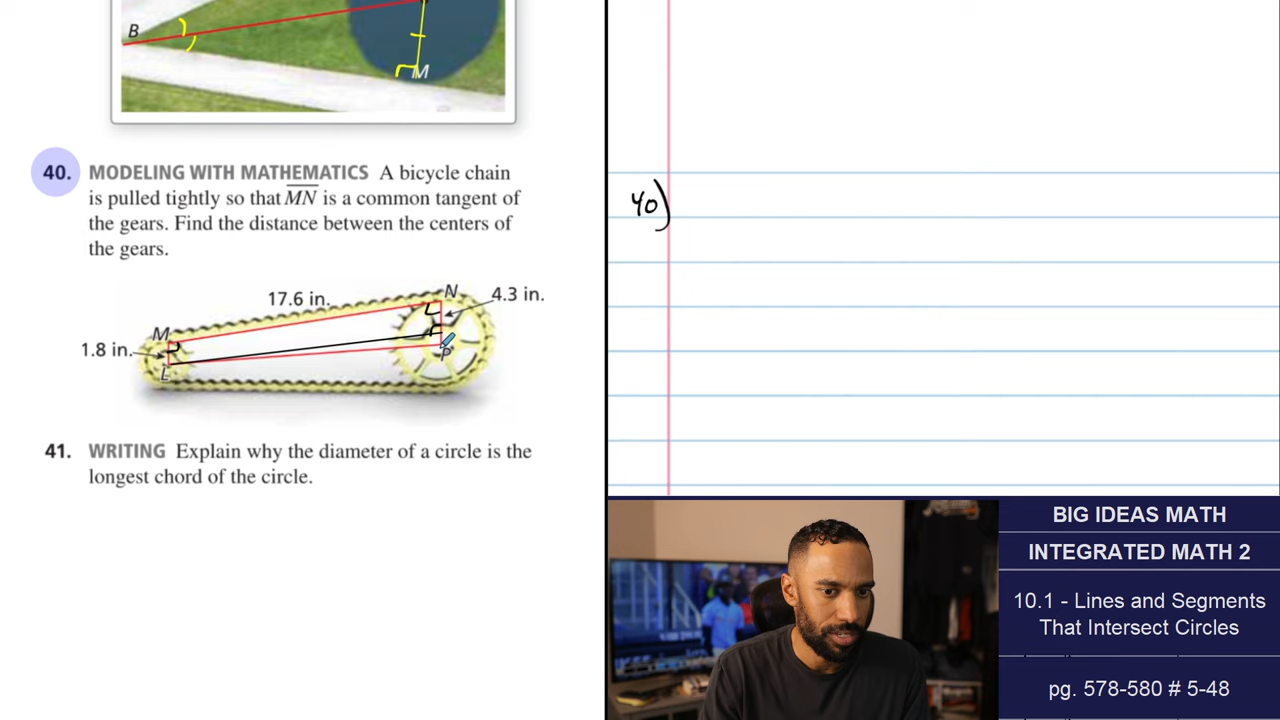 B
M
40. MODELING WITH MATHEMATICS A bicycle chain
is pulled tightly so that MN is a common tangent of
the gears. Find the distance between the centers of
the gears.
17.6 in.
N
4.3 in.
M
1.8 in.
L
P
41. WRITING Explain why the diameter of a circle is the
longest chord of the circle.
40)
BIG IDEAS MATH
INTEGRATED MATH 2
10.1 - Lines and Segments
That Intersect Circles
pg. 578-580 # 5-48